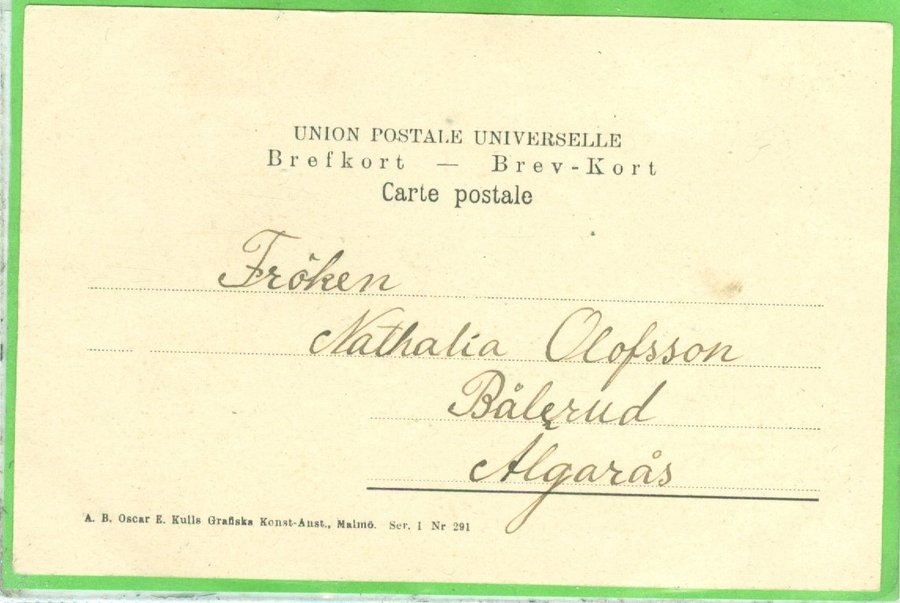 UNION POSTALE UNIVERSELLE
Brefkort — Brev-Kort
Carte postale
Fröken
Nathalia Olofsson
Bälerud
Algarås
A. B. Oscar E. Kulls Grafiska Konst-Anst., Malmö. Ser. 1 Nr 291